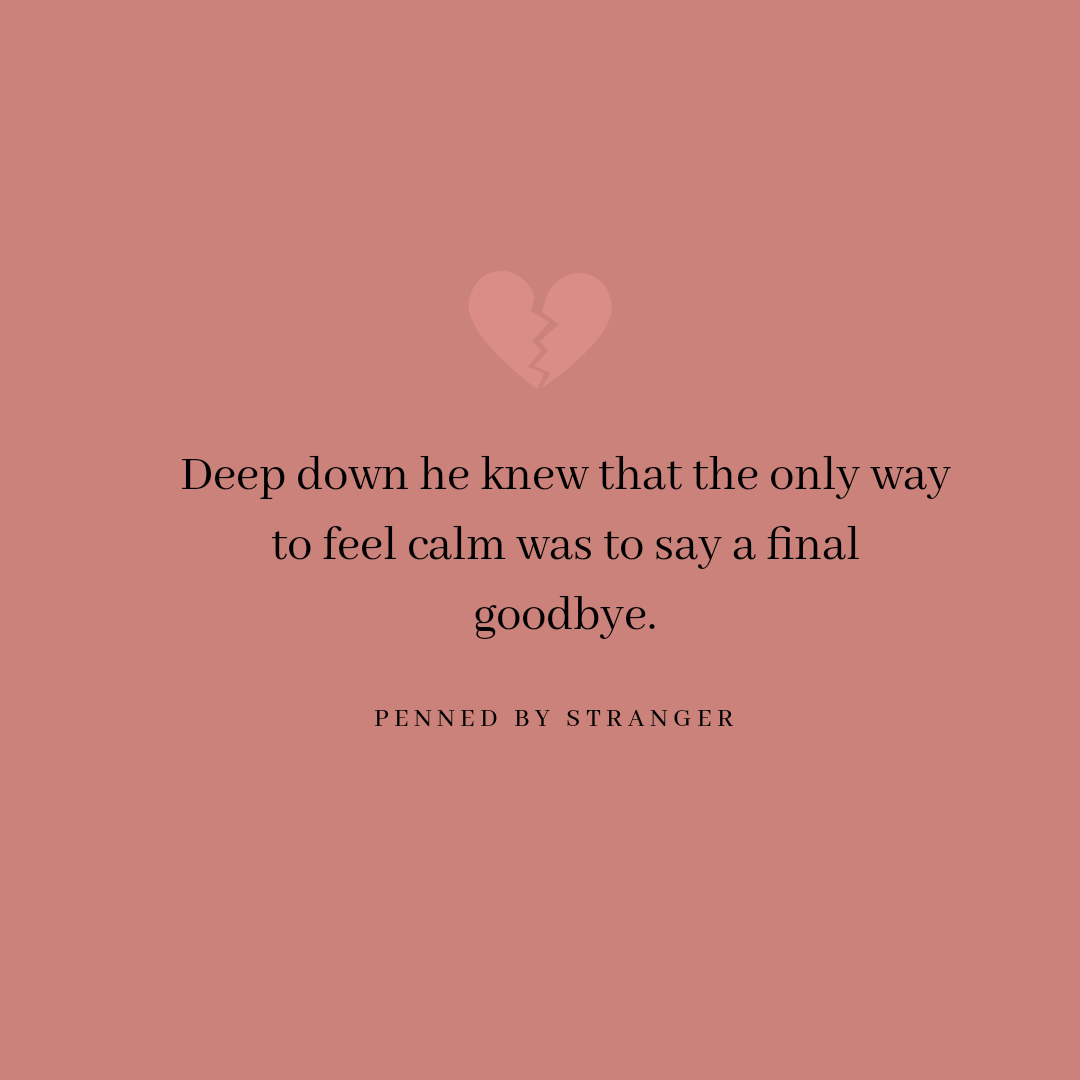 Deep down he knew that the only way
to feel calm was to say a final
goodbye.
PENNED BY STRANGER